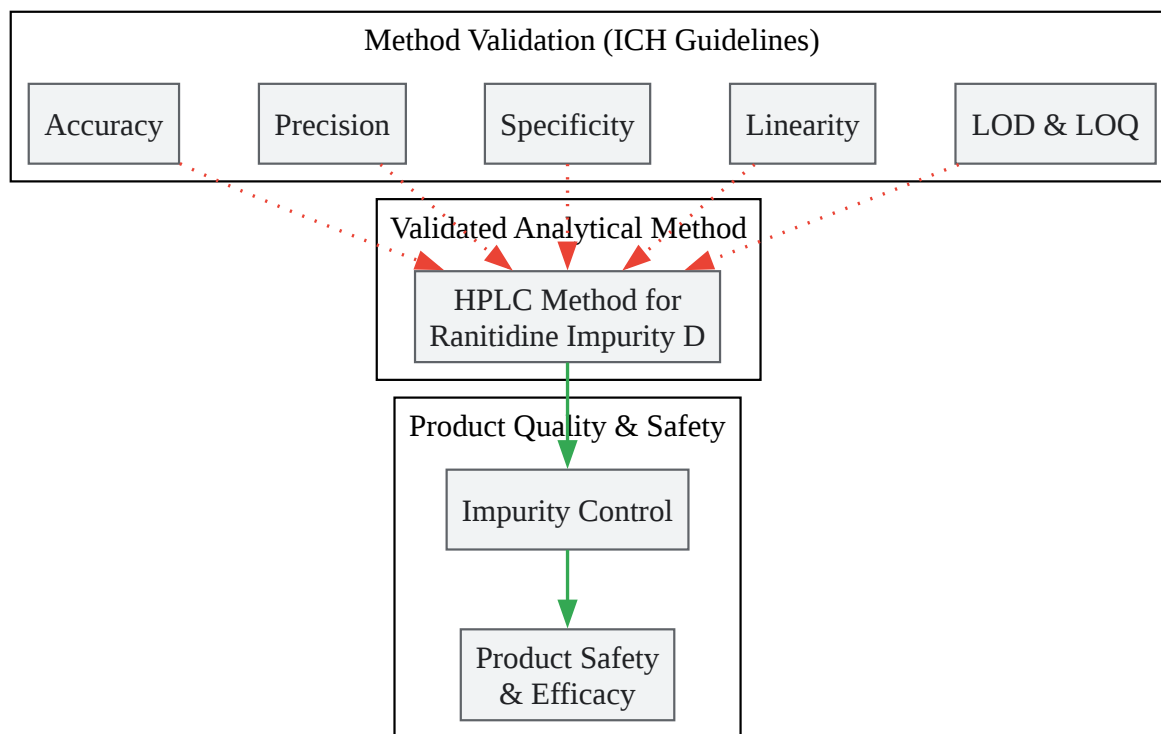 Method Validation (ICH Guidelines)
Accuracy
Precision
Specificity
Linearity
LOD & LOQ
Validated Analytical Method
HPLC Method for
Ranitidine Impurity D
Product Quality & Safety
Impurity Control
Product Safety
& Efficacy